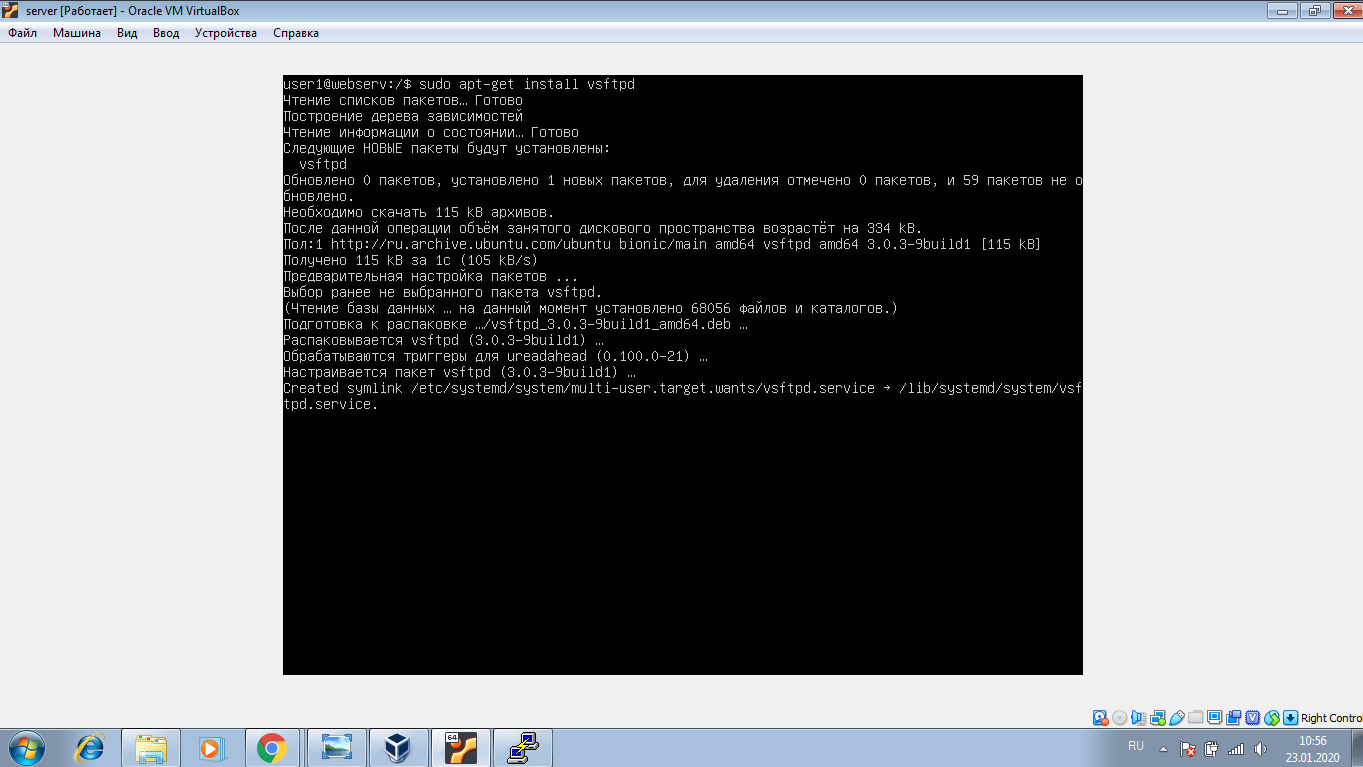 server [Работает] - Oracle VM VirtualBox
Файл Машина Вид Ввод Устройства Справка
user1@webserv:/$ sudo apt-get install vsftpd
Чтение списков пакетов… Готово
Построение дерева зависимостей
Чтение информации о состоянии… Готово
Следующие НОВЫЕ пакеты будут установлены:
  vsftpd
Обновлено 0 пакетов, установлено 1 новых пакетов, для удаления отмечено 0 пакетов, и 59 пакетов не о
бновлено.
Необходимо скачать 115 kB архивов.
После данной операции объём занятого дискового пространства возрастёт на 334 kB.
Пол:1 http://ru.archive.ubuntu.com/ubuntu bionic/main amd64 vsftpd amd64 3.0.3-9build1 [115 kB]
Получено 115 kB за 1с (105 kB/s)
Предварительная настройка пакетов ...
Выбор ранее не выбранного пакета vsftpd.
(Чтение базы данных … на данный момент установлено 68056 файлов и каталогов.)
Подготовка к распаковке …/vsftpd_3.0.3-9build1_amd64.deb …
Распаковывается vsftpd (3.0.3-9build1) …
Обрабатываются триггеры для ureadahead (0.100.0-21) …
Настраивается пакет vsftpd (3.0.3-9build1) …
Created symlink /etc/systemd/system/multi-user.target.wants/vsftpd.service → /lib/systemd/system/vsf
tpd.service.
Right Control
64
RU
10:56
23.01.2020